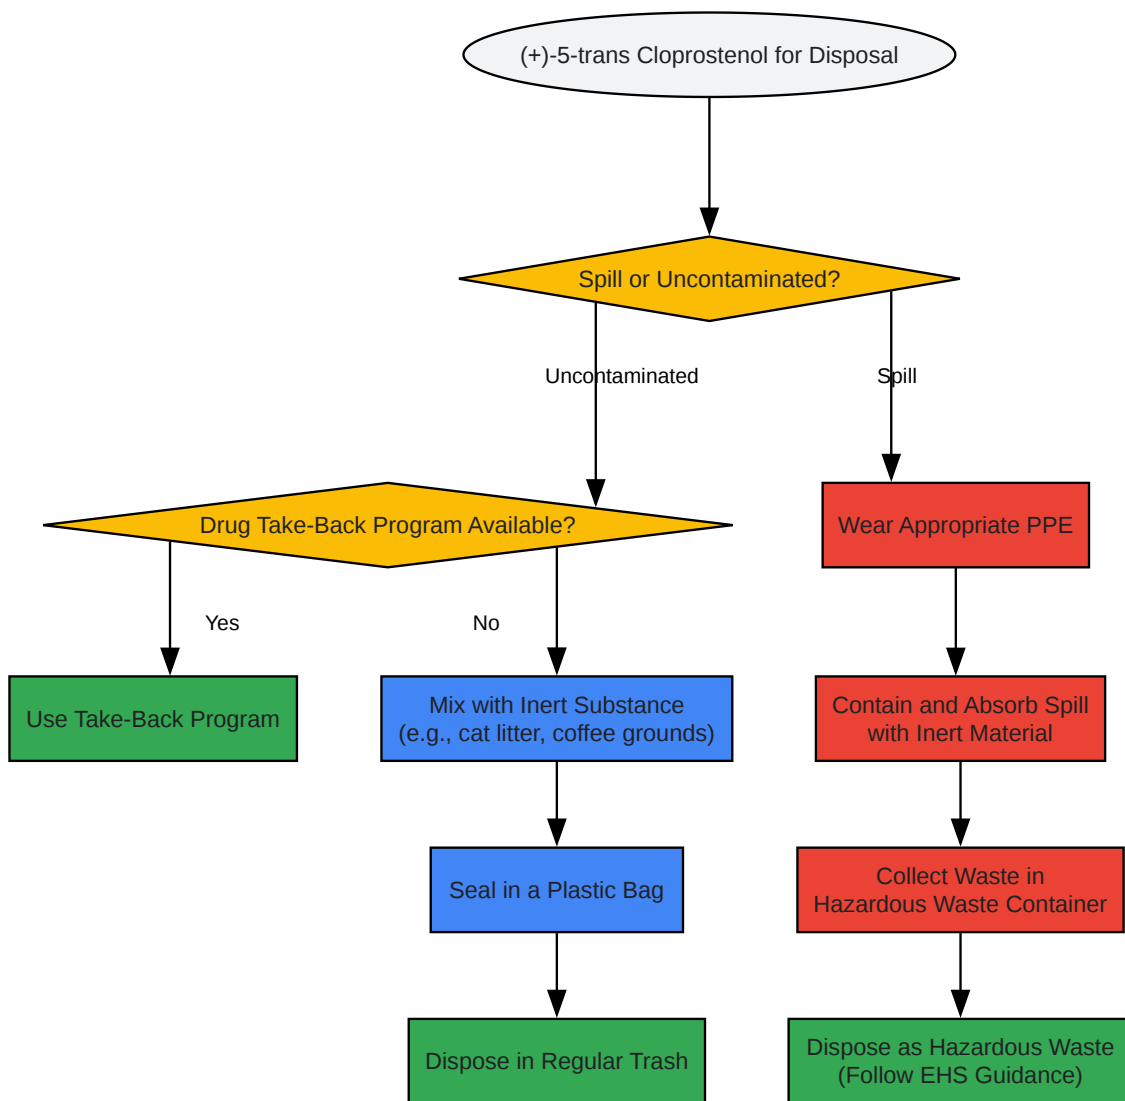 (+)-5-trans Cloprostenol for Disposal
Spill or Uncontaminated?
Uncontaminated
Spill
Drug Take-Back Program Available?
Wear Appropriate PPE
Yes
No
Use Take-Back Program
Mix with Inert Substance
(e.g., cat litter, coffee grounds)
Contain and Absorb Spill
with Inert Material
Seal in a Plastic Bag
Collect Waste in
Hazardous Waste Container
Dispose in Regular Trash
Dispose as Hazardous Waste
(Follow EHS Guidance)